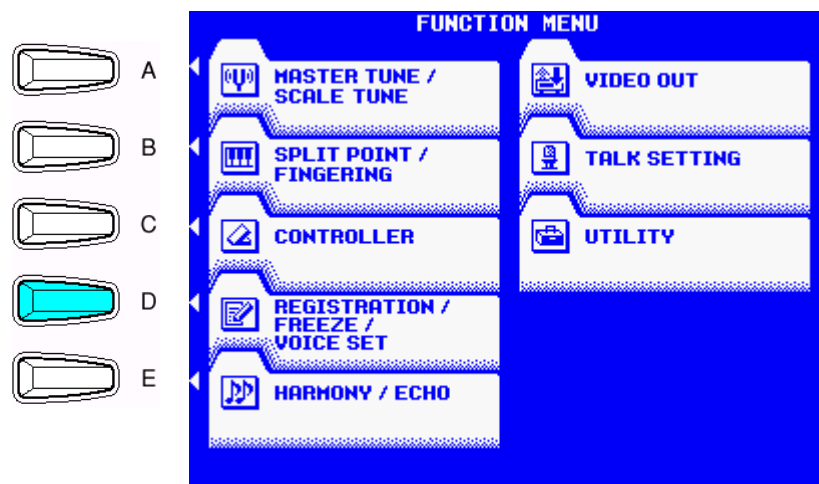 FUNCTION MENU
A
MASTER TUNE /
SCALE TUNE
B
SPLIT POINT /
FINGERING
C
CONTROLLER
D
REGISTRATION /
FREEZE /
VOICE SET
E
HARMONY / ECHO
VIDEO OUT
TALK SETTING
UTILITY